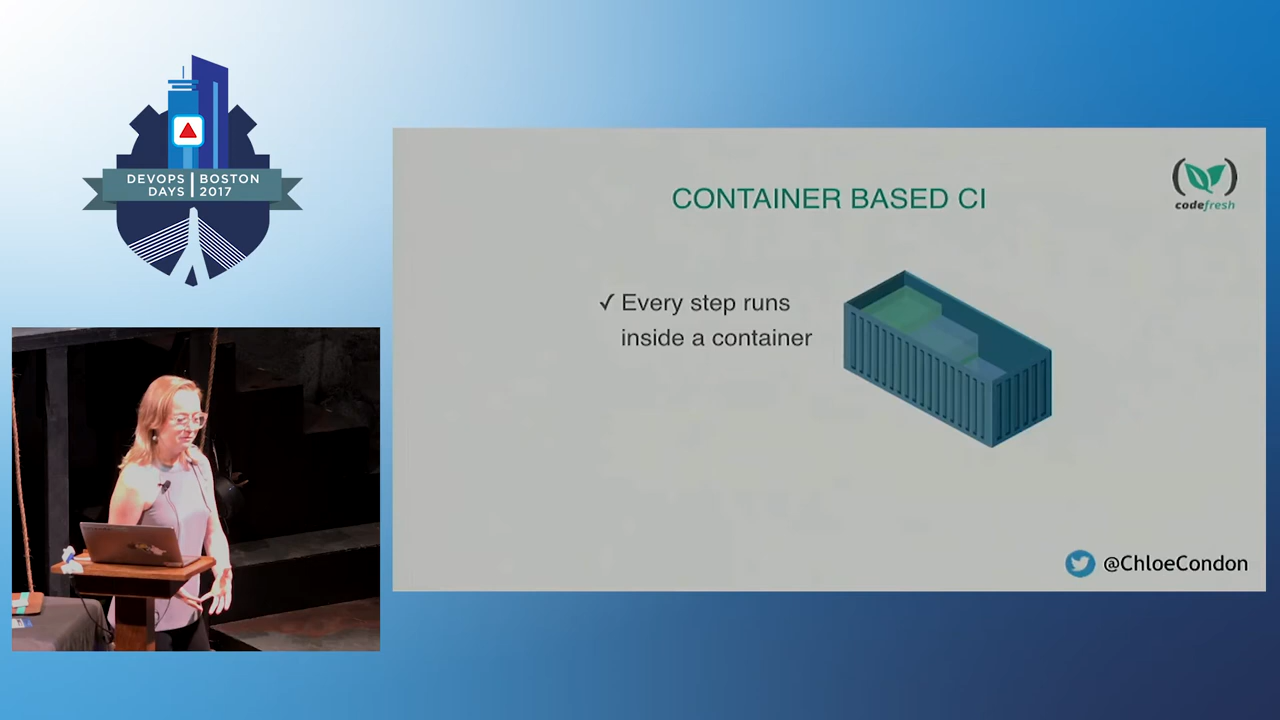 DEVOPS BOSTON
DAYS 2017
CONTAINER BASED CI
codefresh
✓ Every step runs
inside a container
@ChloeCondon